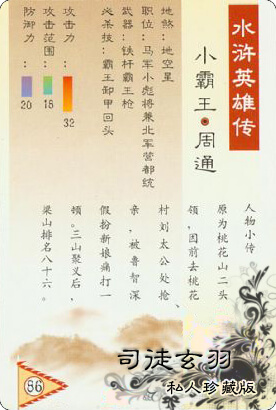 水浒英雄传
小霸王•周通
地煞：地空星
职位：马军小彪将兼北军营都统
武器：铁杆霸王枪
必杀技：霸王卸甲回头
攻击力：
32
攻击范围：
防御力：
20
人物小传
原为桃花山二头
领，因前去桃花
村刘太公处抢
亲，被鲁智深
假扮新娘痛打一
顿。三山聚义后，
梁山排名八十六。
86
司徒玄羽
私人珍藏版